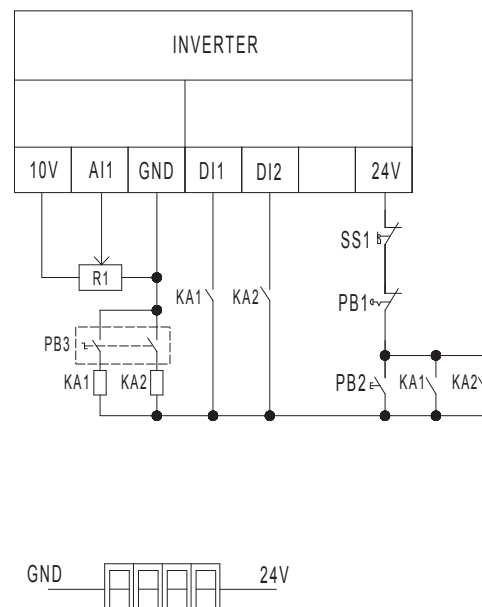 INVERTER
10V AI1 GND DI1 DI2 24V
SS1
R1
KA1 KA2 PB1
PB3
KA1 KA2 PB2 KA1 KA2
GND 24V